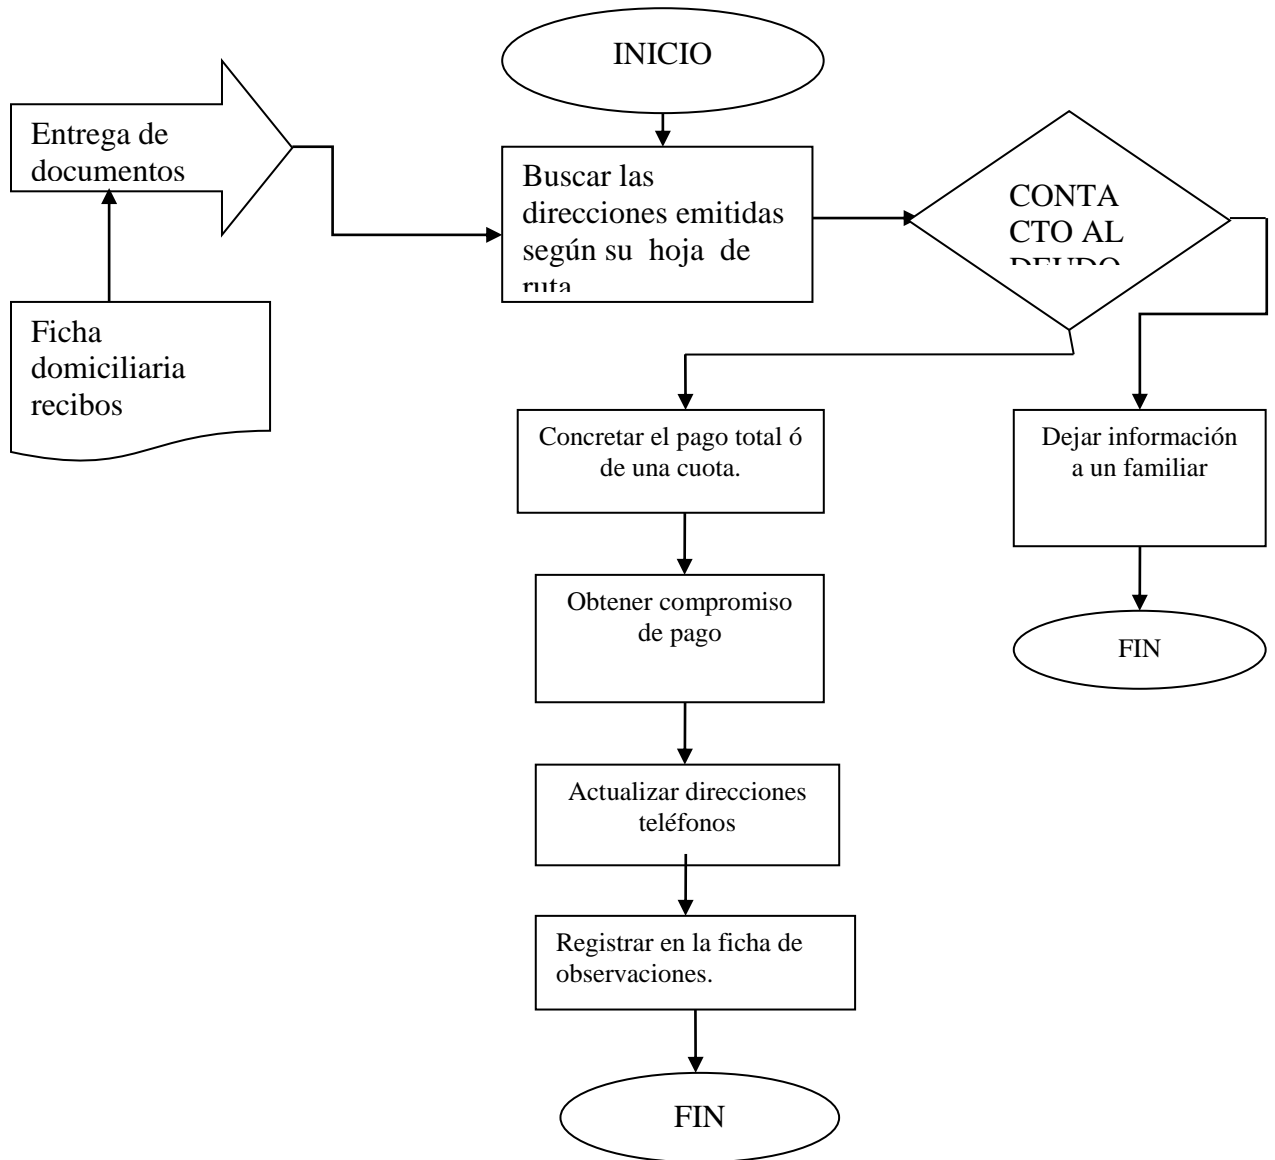 INICIO
Entrega de
documentos
Buscar las
direcciones emitidas
según su hoja de
ruta
CONTA
CTO AL
DEUDO
Ficha
domiciliaria
recibos
Concretar el pago total ó
de una cuota.
Dejar información
a un familiar
Obtener compromiso
de pago
FIN
Actualizar direcciones
teléfonos
Registrar en la ficha de
observaciones.
FIN